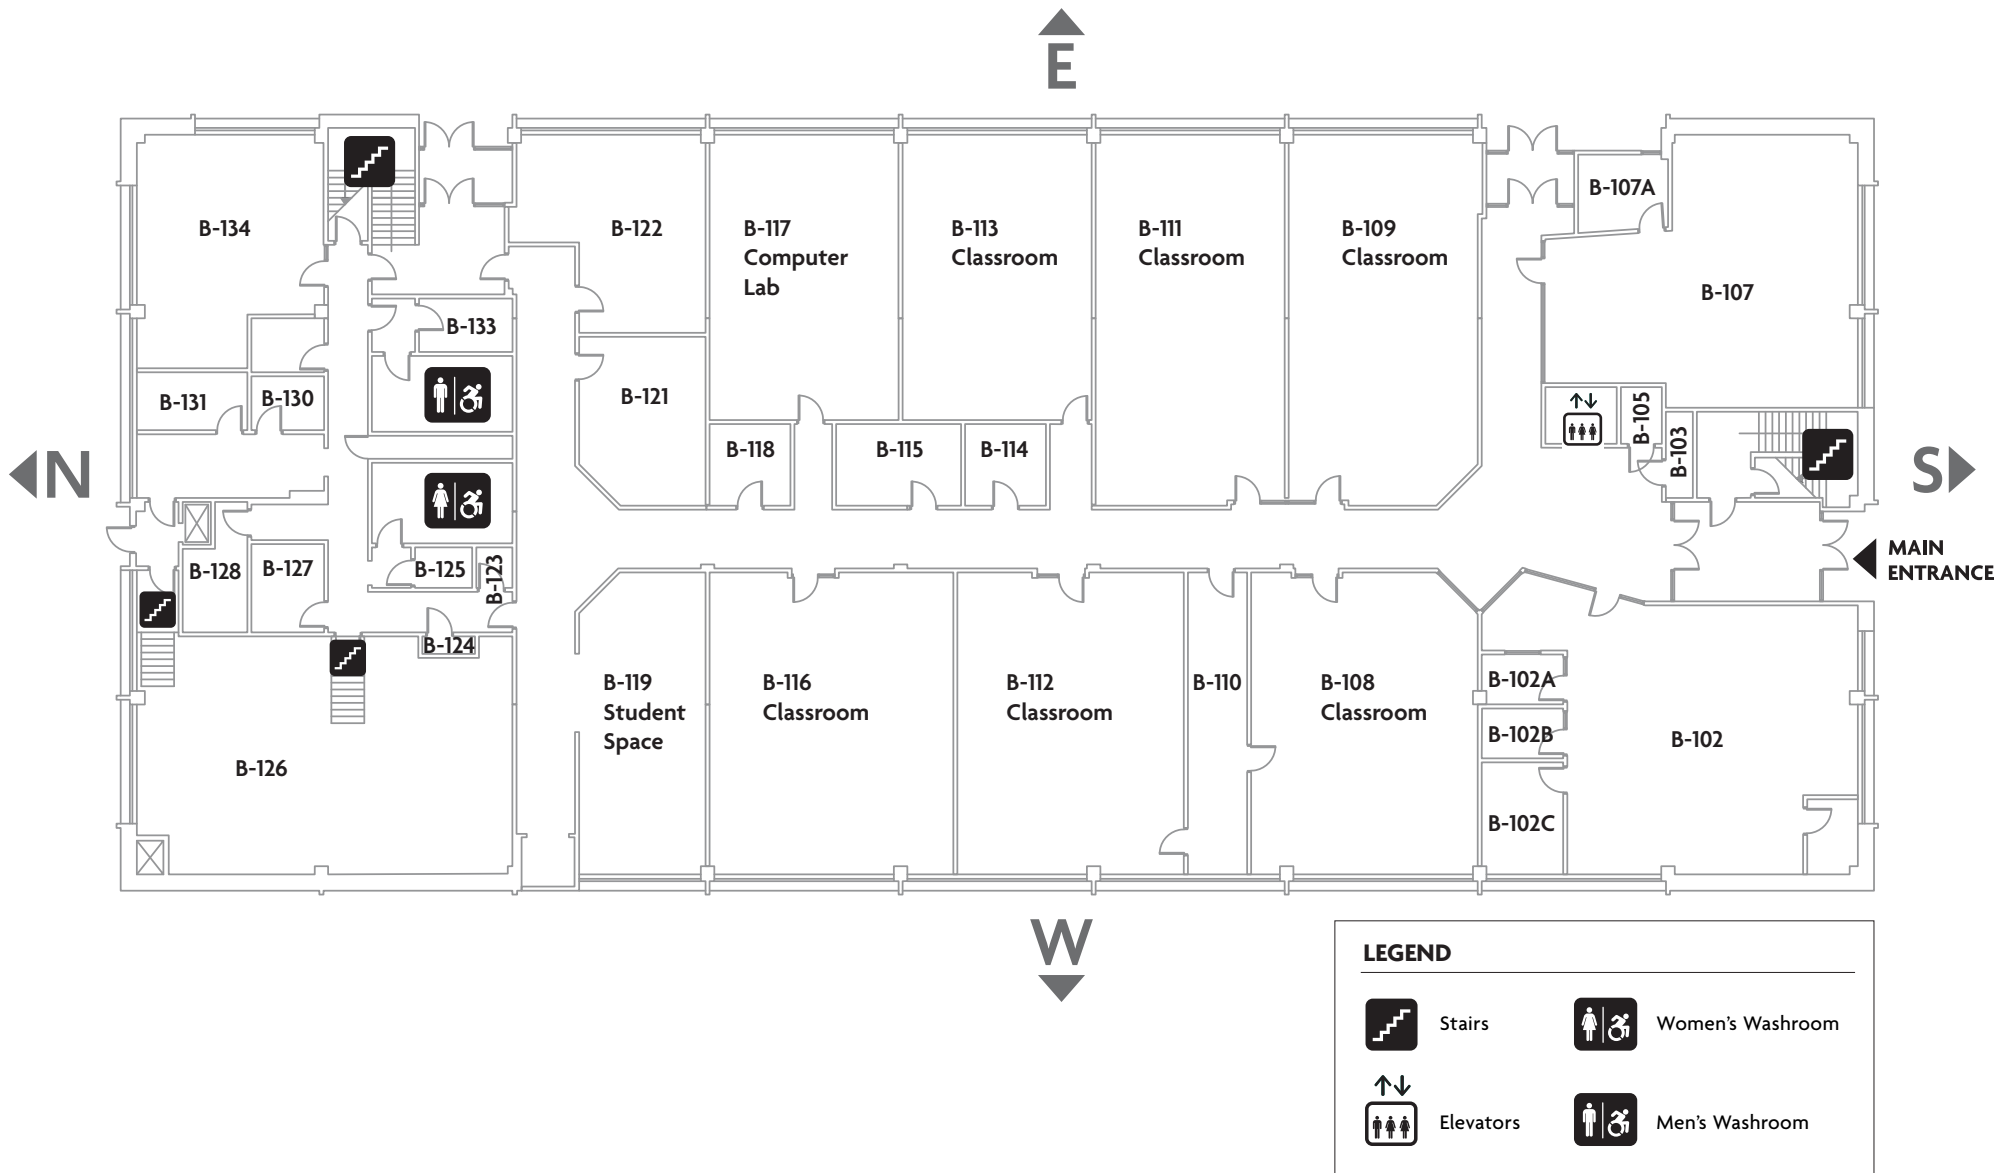 E
B-107A
B-134
B-122
B-117
Computer
Lab
B-113
Classroom
B-111
Classroom
B-109
Classroom
B-107
B-133
B-131
B-130
B-121
B-105
B-103
B-118
B-115
B-114
N
S
MAIN
ENTRANCE
B-128
B-127
B-125
B-123
B-124
B-119
Student
Space
B-116
Classroom
B-112
Classroom
B-110
B-108
Classroom
B-102A
B-102B
B-102
B-126
B-102C
W
LEGEND
Stairs
Women's Washroom
Elevators
Men's Washroom